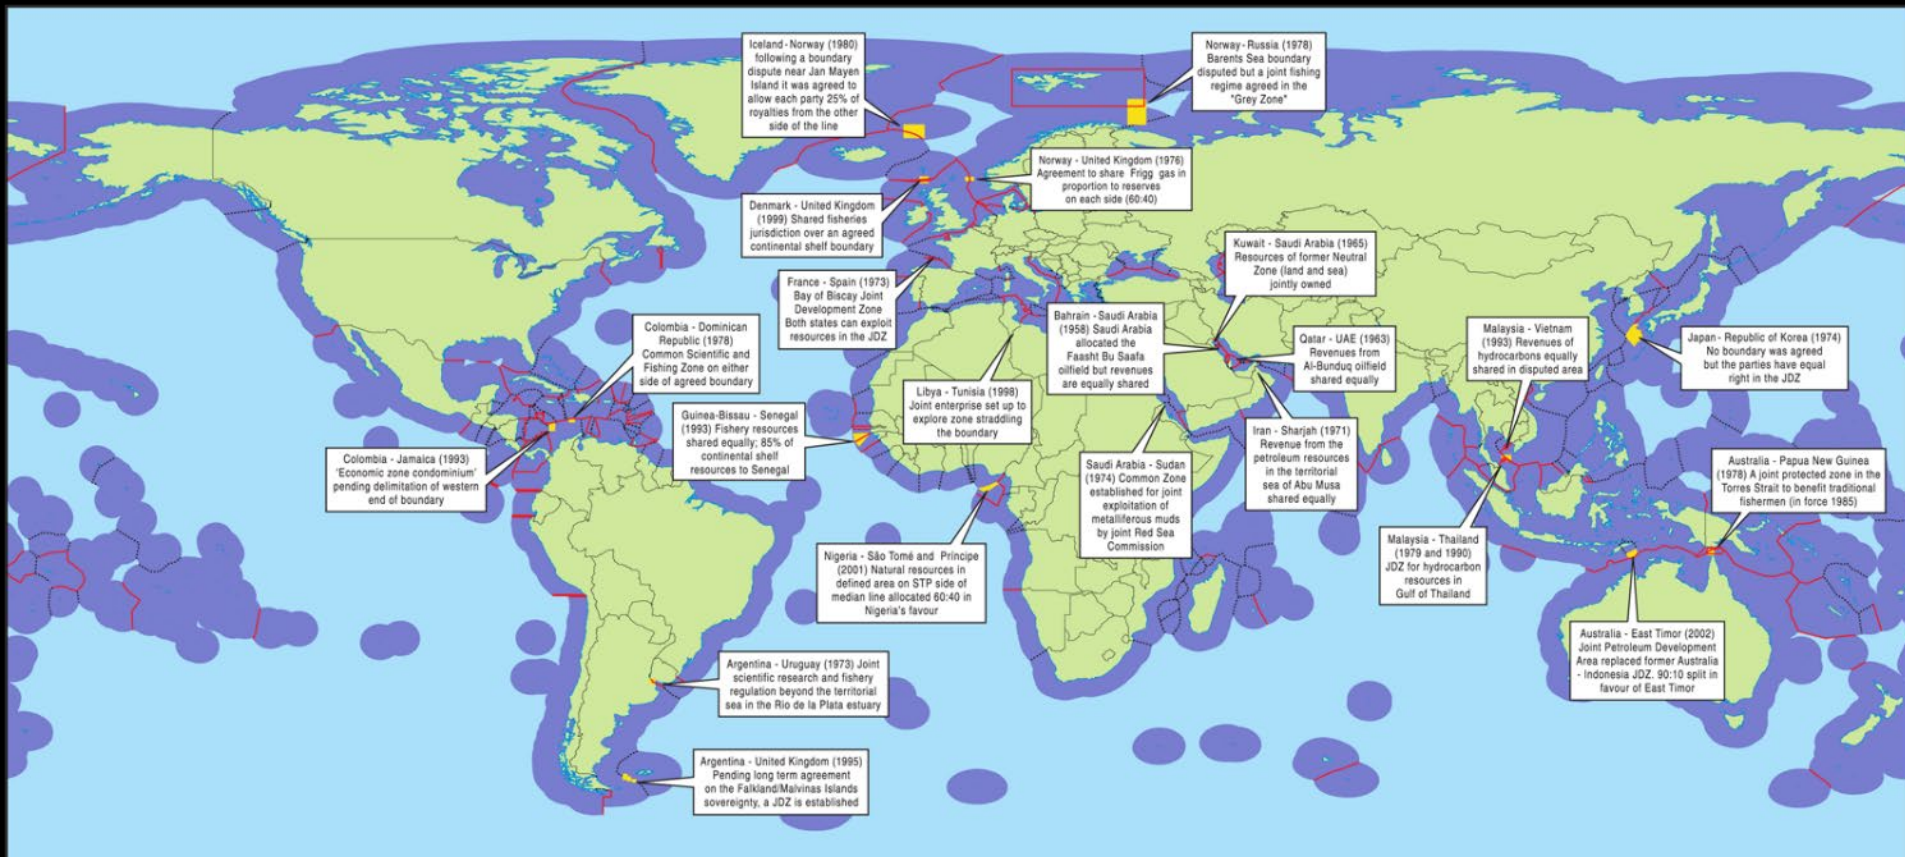 Iceland - Norway (1980)
following a boundary
dispute near Jan Mayen
Island it was agreed to
allow each party 25% of
royalties from the other
side of the line
Norway - Russia (1978)
Barents Sea boundary
disputed but a joint fishing
regime agreed in the
"Grey Zone"
Norway - United Kingdom (1976)
Agreement to share Frigg gas in
proportion to reserves
on each side (60:40)
Denmark - United Kingdom
(1999) Shared fisheries
jurisdiction over an agreed
continental shelf boundary
Kuwait - Saudi Arabia (1965)
Resources of former Neutral
Zone (land and sea)
jointly owned
France - Spain (1973)
Bay of Biscay Joint
Development Zone
Both states can exploit
resources in the JDZ
Bahrain - Saudi Arabia
(1958) Saudi Arabia
allocated the
Faasht Bu Saafa
oilfield but revenues
are equally shared
Colombia - Dominican
Republic (1978)
Common Scientific and
Fishing Zone on either
side of agreed boundary
Qatar - UAE (1963)
Revenues from
Al-Bunduq oilfield
shared equally
Malaysia - Vietnam
(1993) Revenues of
hydrocarbons equally
shared in disputed area
Japan - Republic of Korea (1974)
No boundary was agreed
but the parties have equal
right in the JDZ
Libya - Tunisia (1998)
Joint enterprise set up to
explore zone straddling
the boundary
Guinea-Bissau - Senegal
(1993) Fishery resources
shared equally; 85% of
continental shelf
resources to Senegal
Iran - Sharjah (1971)
Revenue from the
petroleum resources
in the territorial
sea of Abu Musa
shared equally
Colombia - Jamaica (1993)
'Economic zone condominium'
pending delimitation of western
end of boundary
Saudi Arabia - Sudan
(1974) Common Zone
established for joint
exploitation of
metalliferous muds
by joint Red Sea
Commission
Australia - Papua New Guinea
(1978) A joint protected zone in the
Torres Strait to benefit traditional
fishermen (in force 1985)
Malaysia - Thailand
(1979 and 1990)
JDZ for hydrocarbon
resources in
Gulf of Thailand
Nigeria - São Tomé and Príncipe
(2001) Natural resources in
defined area on STP side of
median line allocated 60:40 in
Nigeria's favour
Australia - East Timor (2002)
Joint Petroleum Development
Area replaced former Australia
- Indonesia JDZ. 90:10 split in
favour of East Timor
Argentina - Uruguay (1973) Joint
scientific research and fishery
regulation beyond the territorial
sea in the Rio de la Plata estuary
Argentina - United Kingdom (1995)
Pending long term agreement
on the Falkland/Malvinas Islands
sovereignty, a JDZ is established